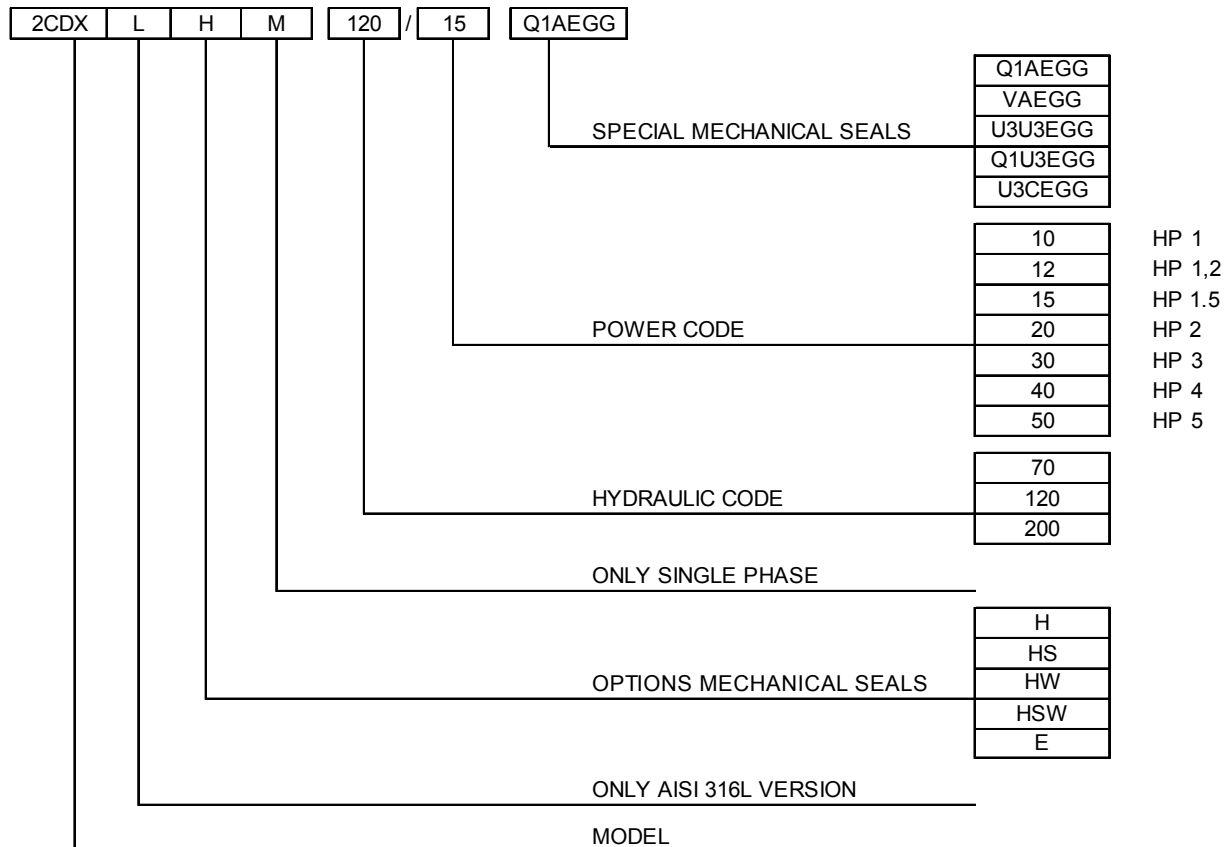 2CDX L H M 120 / 15 Q1AEGG
Q1AEGG
VAEGG
SPECIAL MECHANICAL SEALS U3U3EGG
Q1U3EGG
U3CEGG
10 HP 1
12 HP 1,2
15 HP 1.5
POWER CODE 20 HP 2
30 HP 3
40 HP 4
50 HP 5
70
HYDRAULIC CODE 120
200
ONLY SINGLE PHASE
H
HS
OPTIONS MECHANICAL SEALS HW
HSW
E
ONLY AISI 316L VERSION
MODEL